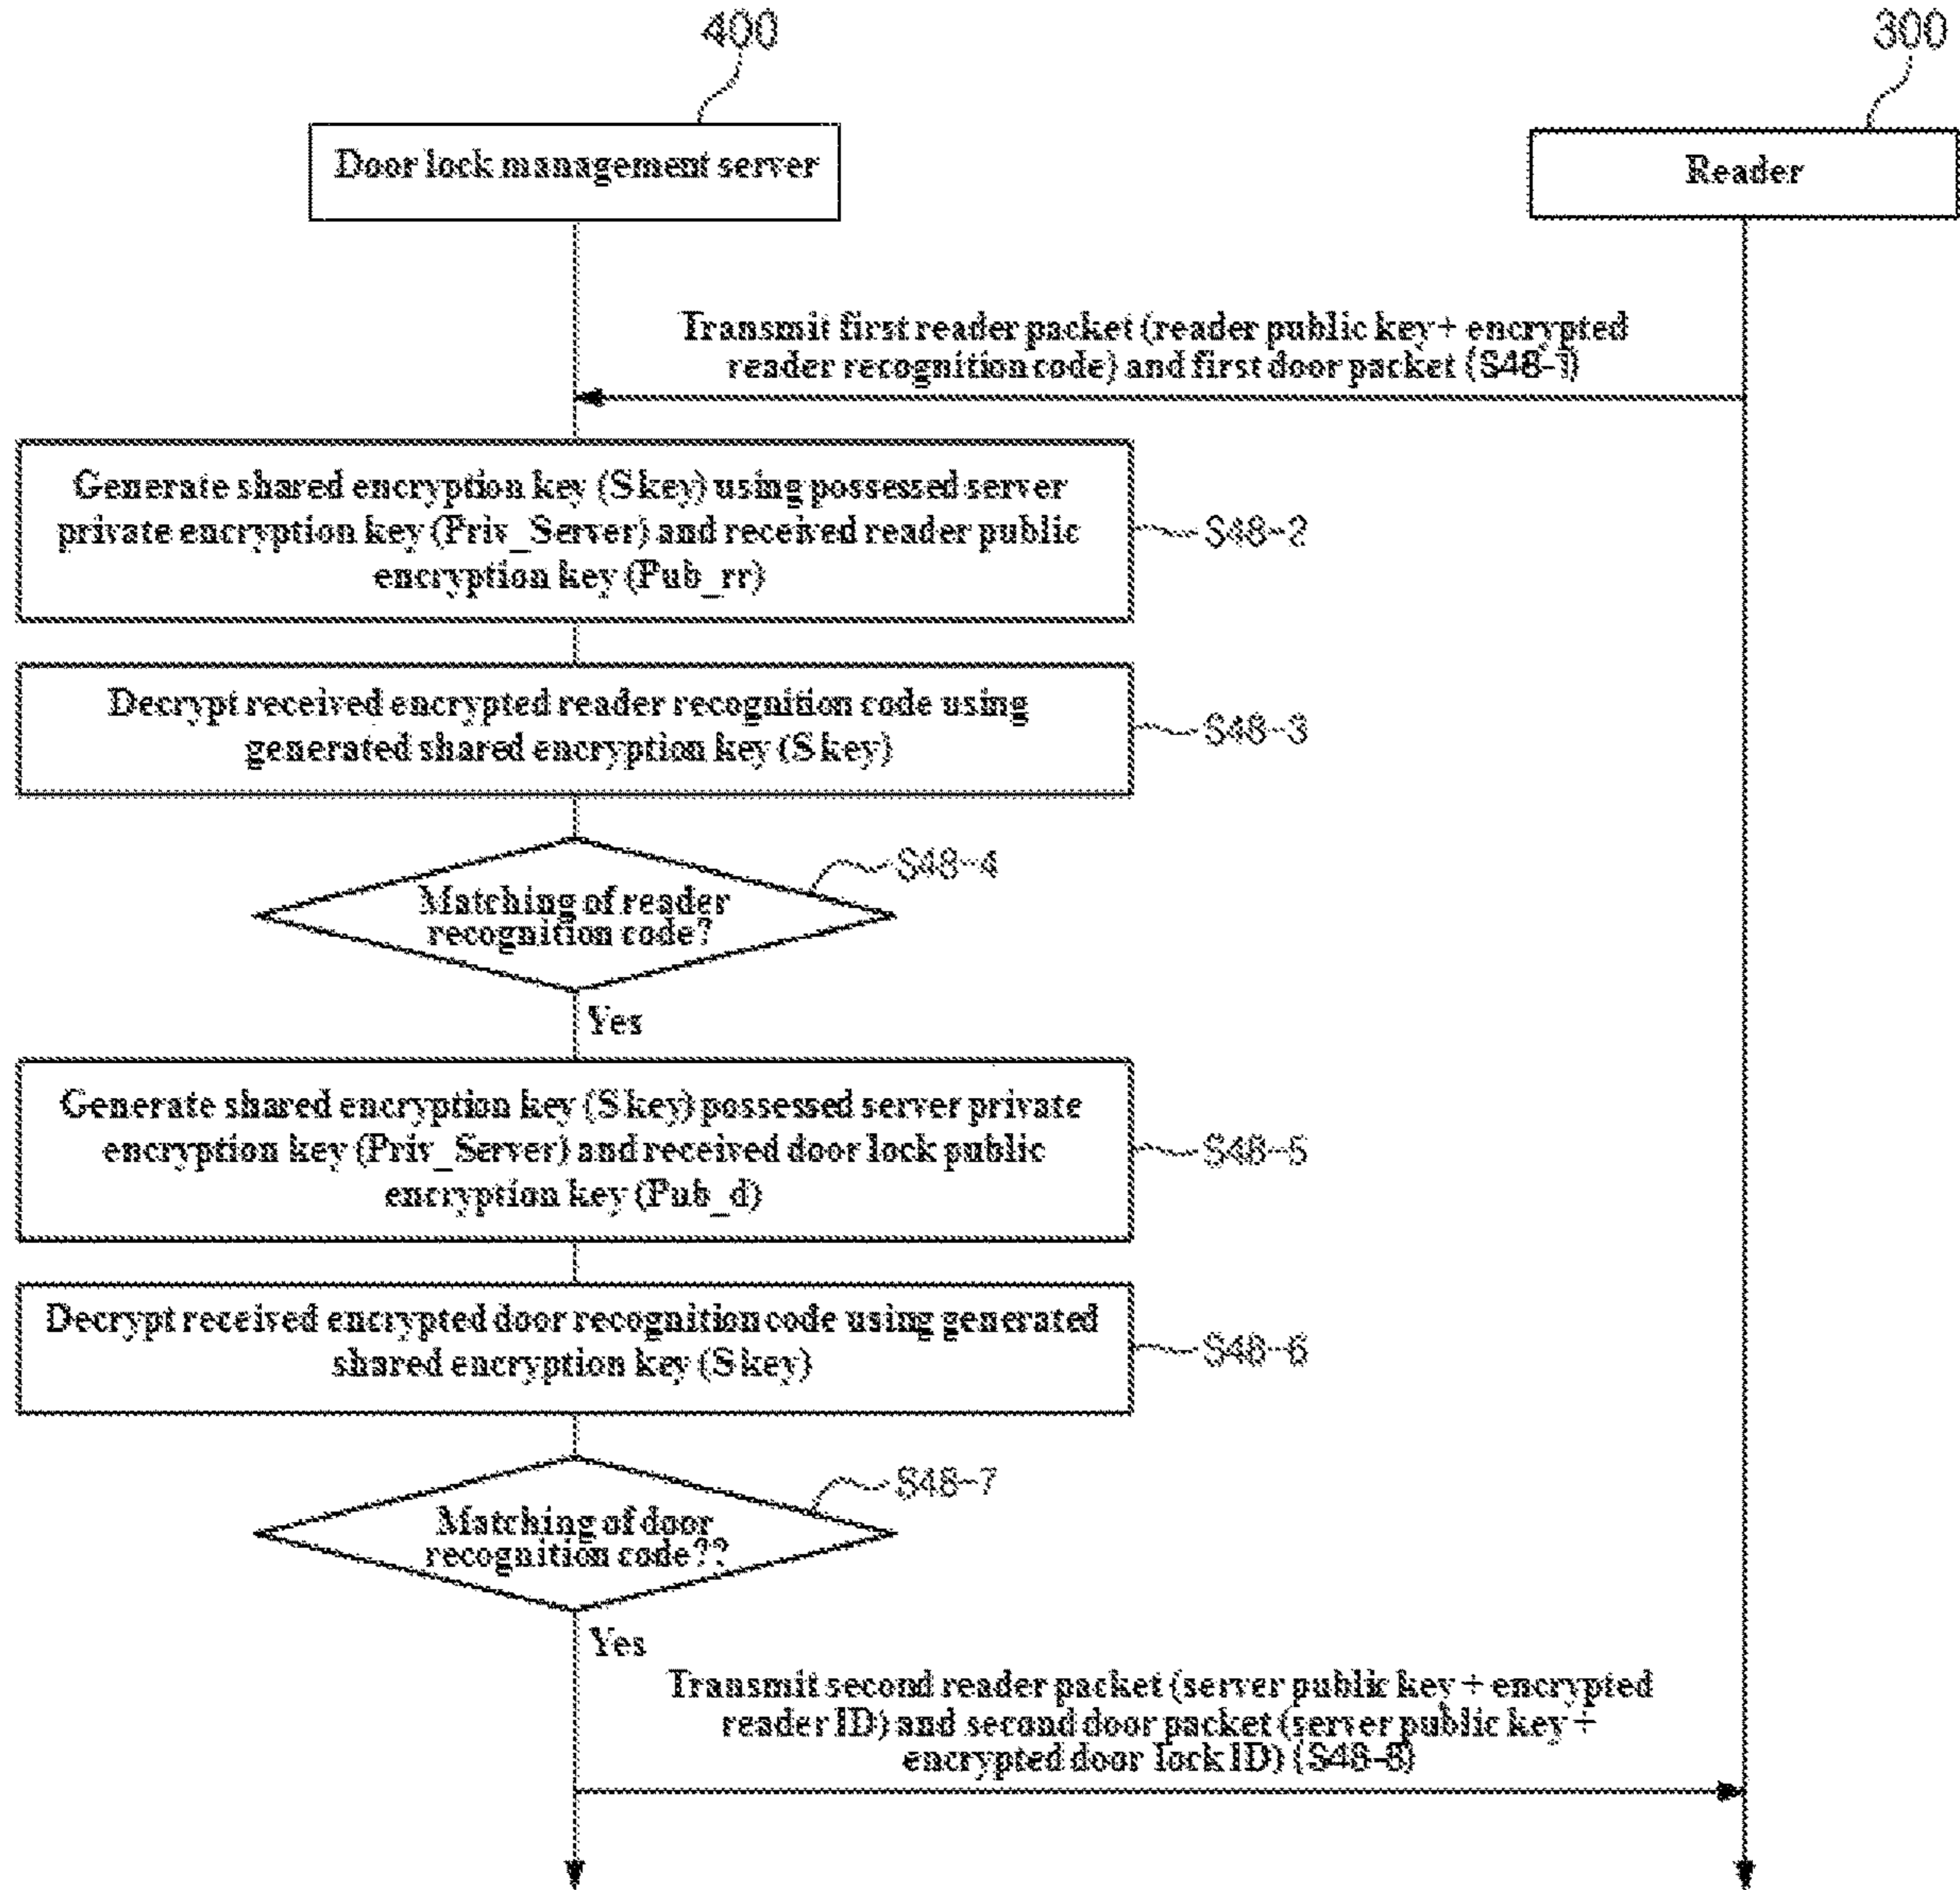 400
300
Door lock management server
Reader
Transmit first reader packet (reader public key + encrypted
reader recognition code) and first door packet (S48-1)
Generate shared encryption key (S key) using possessed server
private encryption key (Priv_Server) and received reader public
encryption key (Pub_rr)
S48-2
Decrypt received encrypted reader recognition code using
generated shared encryption key (S key)
S48-3
S48-4
Matching of reader
recognition code?
Yes
Generate shared encryption key (S key) possessed server private
encryption key (Priv_Server) and received door lock public
encryption key (Pub_d)
S48-5
Decrypt received encrypted door recognition code using generated
shared encryption key (S key)
S48-6
S48-7
Matching of door
recognition code??
Yes
Transmit second reader packet (server public key + encrypted
reader ID) and second door packet (server public key +
encrypted door lock ID) (S48-8)